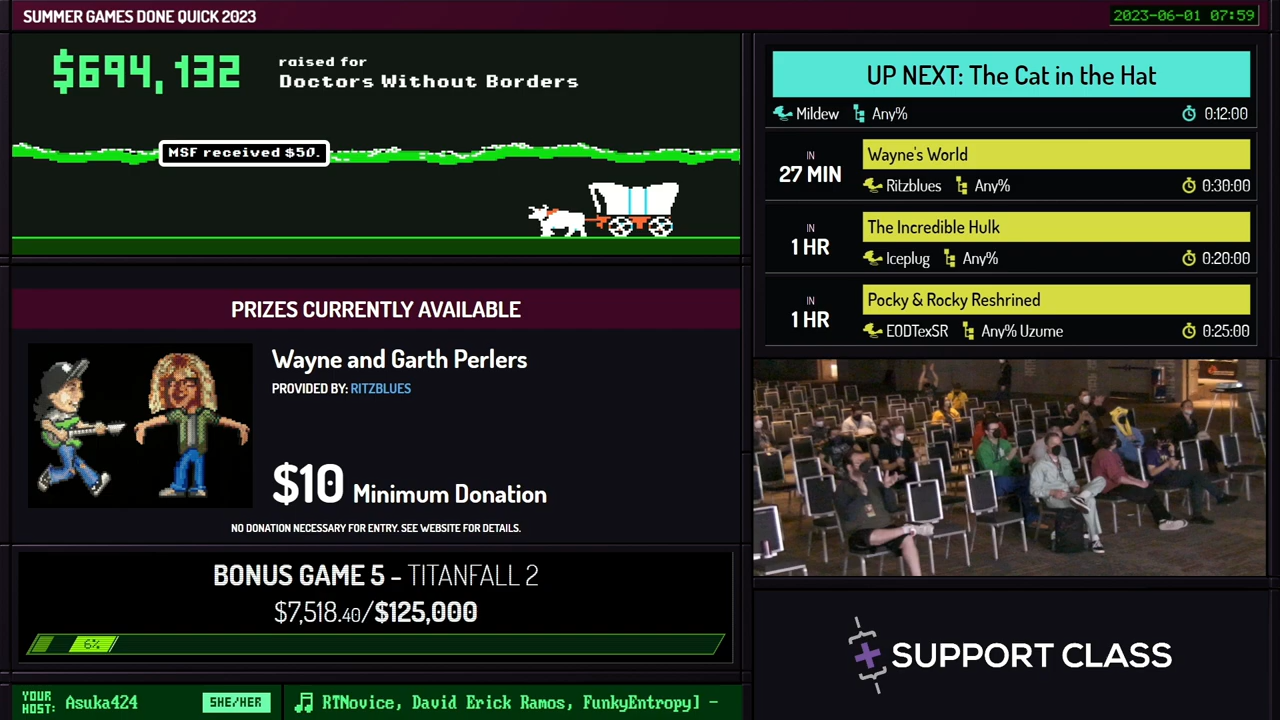 SUMMER GAMES DONE QUICK 2023
2023-06-01 07:59
$694,132
raised for
Doctors Without Borders
MSF received $50.
PRIZES CURRENTLY AVAILABLE
Wayne and Garth Perlers
PROVIDED BY: RITZBLUES
$10 Minimum Donation
NO DONATION NECESSARY FOR ENTRY. SEE WEBSITE FOR DETAILS.
BONUS GAME 5 – TITANFALL 2
$7,518.40/$125,000
6%
YOUR HOST: Asuka424
SHE/HER
RTNovice, David Erick Ramos, FunkyEntropy] –
UP NEXT: The Cat in the Hat
Mildew Any% 0:12:00
IN
27 MIN
Wayne's World
Ritzblues Any% 0:30:00
IN
1 HR
The Incredible Hulk
Iceplug Any% 0:20:00
IN
1 HR
Pocky & Rocky Reshrined
EODTexSR Any% Uzume 0:25:00
SUPPORT CLASS